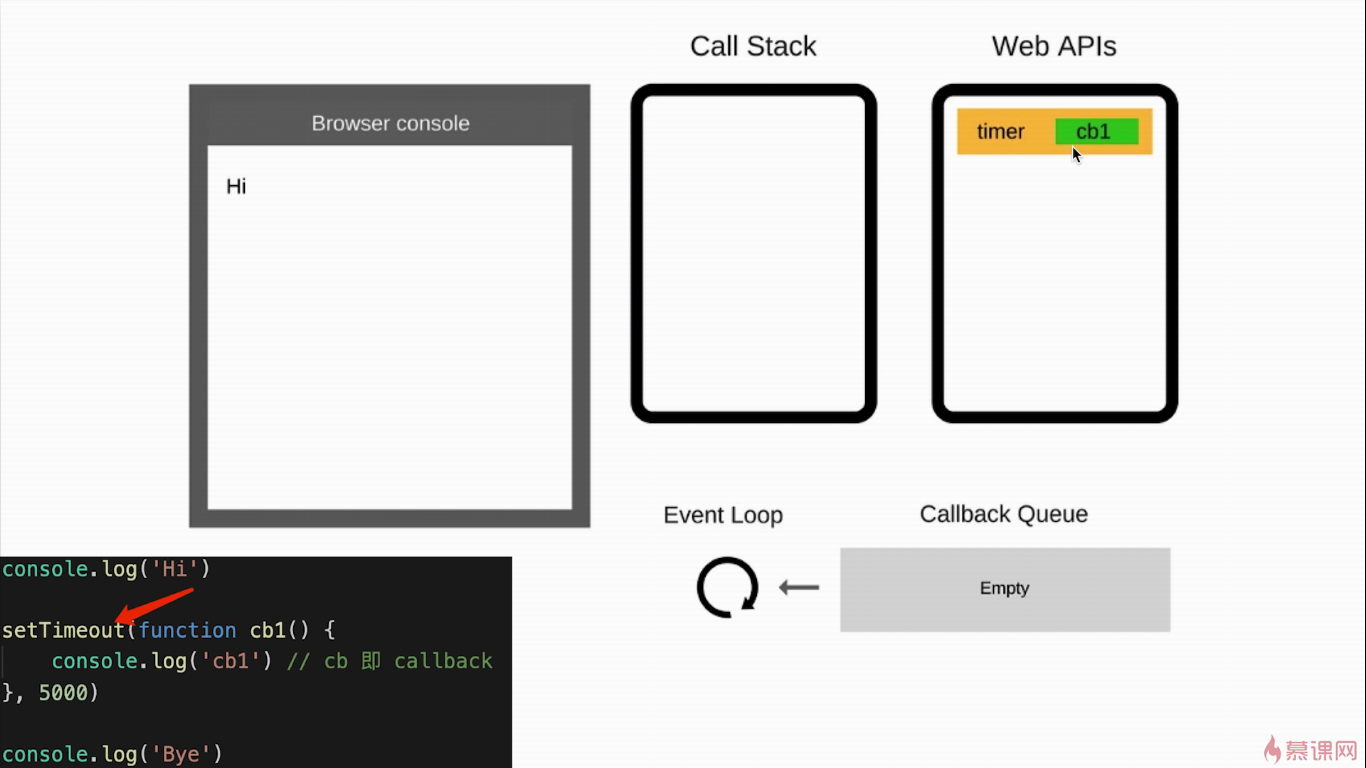 Call Stack
Web APIs
Browser console
timer
cb1
Hi
Event Loop
Callback Queue
Empty
console.log('Hi')
setTimeout(function cb1() {
console.log('cb1') // cb 即 callback
}, 5000)
console.log('Bye')
慕课网